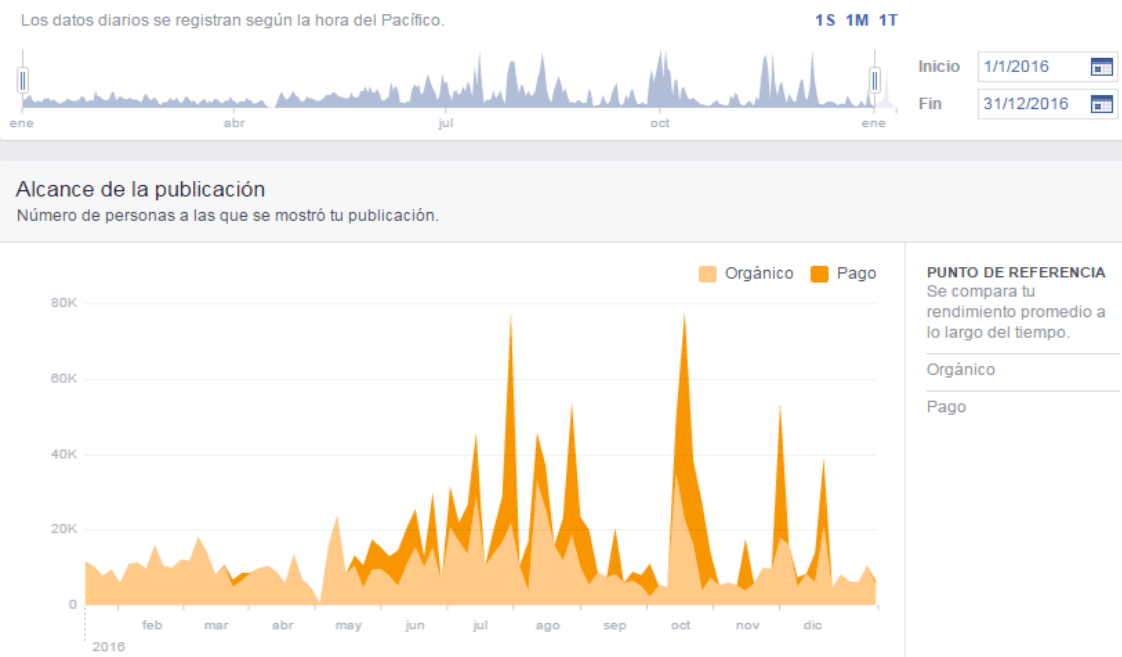 Los datos diarios se registran según la hora del Pacífico.
1S 1M 1T
Inicio 1/1/2016
Fin 31/12/2016
ene abr jul oct ene
Alcance de la publicación
Número de personas a las que se mostró tu publicación.
Orgánico Pago
80K
60K
40K
20K
0
feb mar abr may jun jul ago sep oct nov dic
2016
PUNTO DE REFERENCIA
Se compara tu
rendimiento promedio a
lo largo del tiempo.
Orgánico
Pago